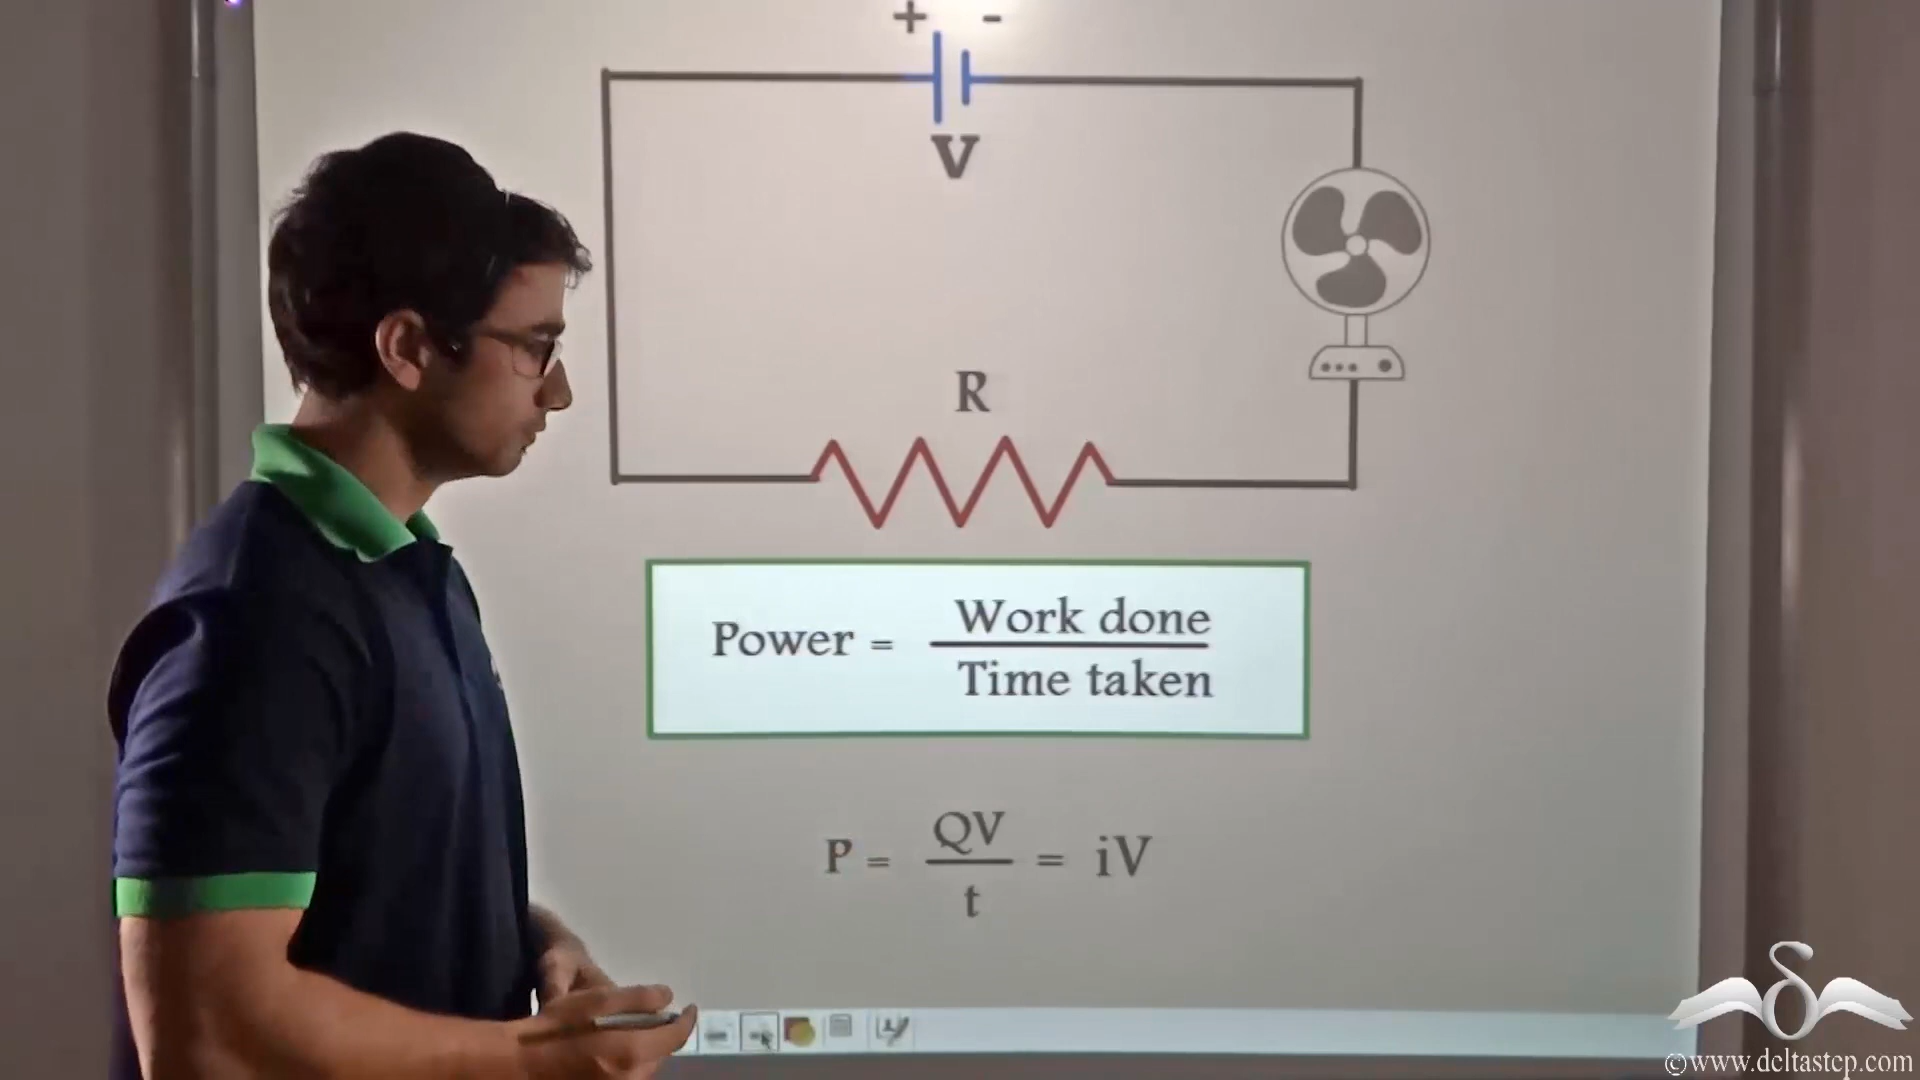 + -
V
R
Power = Work done
Time taken
P = QV = iV
t
©www.deltastep.com